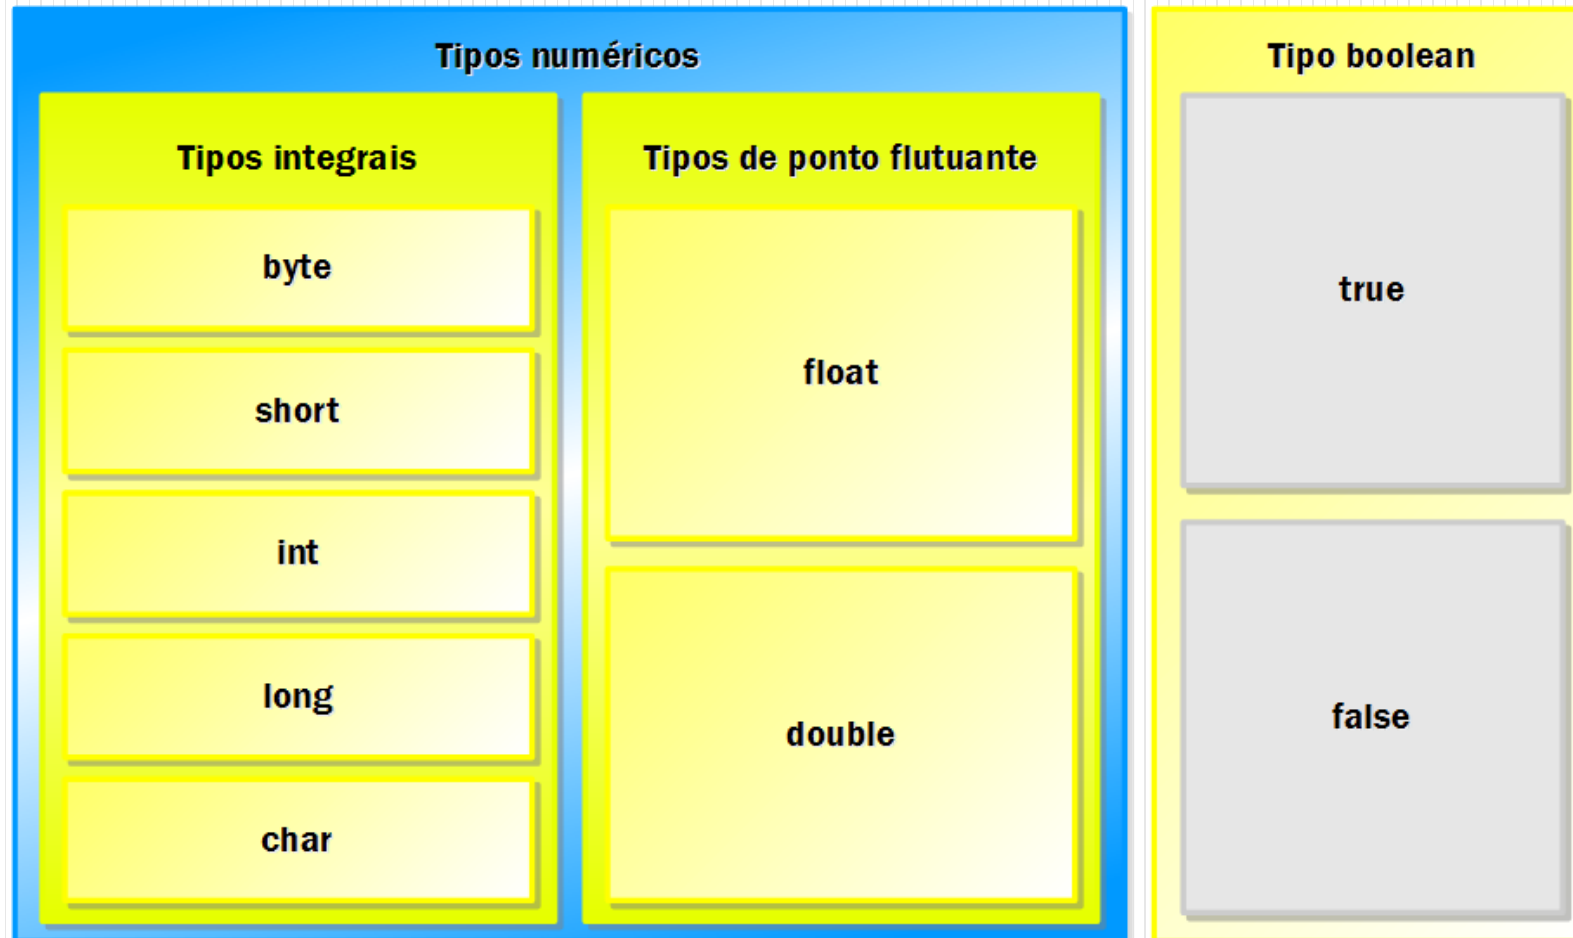 Tipos numéricos
Tipos integrais
byte
short
int
long
char
Tipos de ponto flutuante
float
double
Tipo boolean
true
false